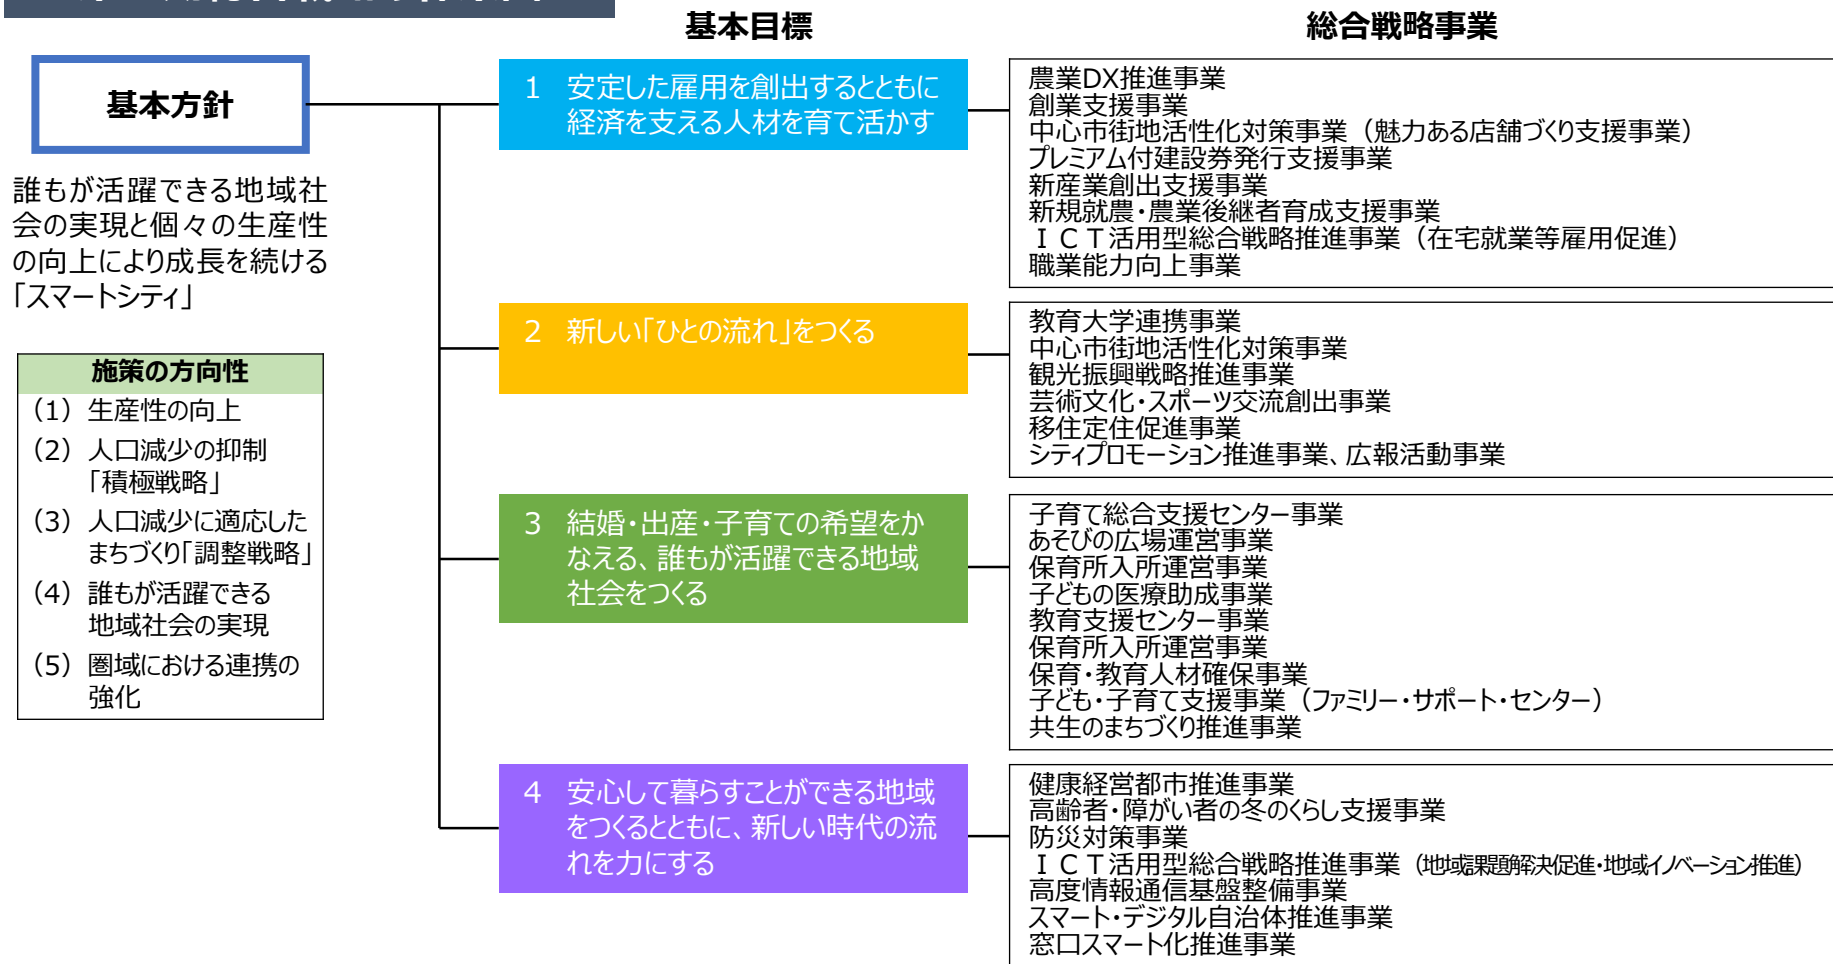 基本目標
総合戦略事業
基本方針
誰もが活躍できる地域社
会の実現と個々の生産性
の向上により成長を続ける
「スマートシティ」
施策の方向性
（1）生産性の向上
（2）人口減少の抑制
「積極戦略」
（3）人口減少に適応した
まちづくり「調整戦略」
（4）誰もが活躍できる
地域社会の実現
（5）圏域における連携の
強化
1 安定した雇用を創出するとともに
経済を支える人材を育て活かす
農業DX推進事業
創業支援事業
中心市街地活性化対策事業（魅力ある店舗づくり支援事業）
プレミアム付建設券発行支援事業
新産業創出支援事業
新規就農・農業後継者育成支援事業
ＩＣＴ活用型総合戦略推進事業（在宅就業等雇用促進）
職業能力向上事業
2 新しい「ひとの流れ」をつくる
教育大学連携事業
中心市街地活性化対策事業
観光振興戦略推進事業
芸術文化・スポーツ交流創出事業
移住定住促進事業
シティプロモーション推進事業、広報活動事業
3 結婚・出産・子育ての希望をか
なえる、誰もが活躍できる地域
社会をつくる
子育て総合支援センター事業
あそびの広場運営事業
保育所入所運営事業
子どもの医療助成事業
教育支援センター事業
保育所入所運営事業
保育・教育人材確保事業
子ども・子育て支援事業（ファミリー・サポート・センター）
共生のまちづくり推進事業
4 安心して暮らすことができる地域
をつくるとともに、新しい時代の流
れを力にする
健康経営都市推進事業
高齢者・障がい者の冬のくらし支援事業
防災対策事業
ＩＣＴ活用型総合戦略推進事業（地域課題解決促進・地域イノベーション推進）
高度情報通信基盤整備事業
スマート・デジタル自治体推進事業
窓口スマート化推進事業